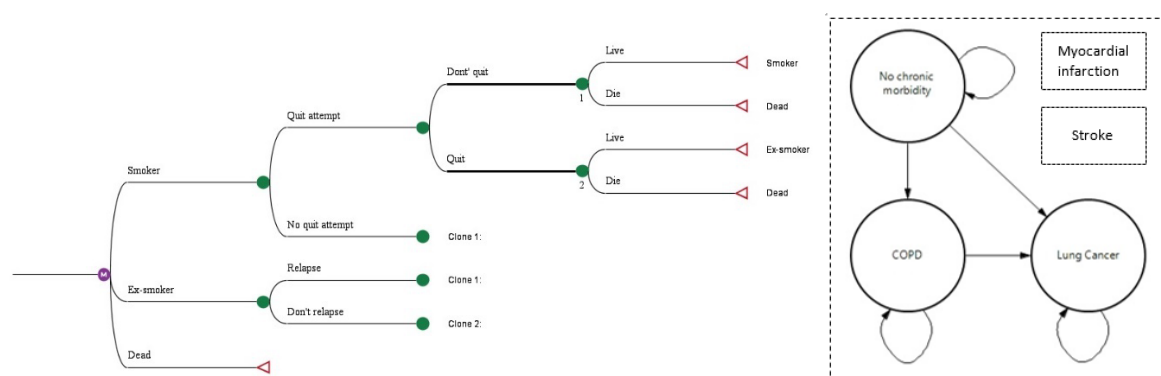 Live
Smoker
Dont' quit
1
Die
Dead
Quit attempt
Live
Ex-smoker
Quit
2
Die
Dead
Smoker
No quit attempt
Clone 1:
M
Relapse
Clone 1:
Ex-smoker
Don't relapse
Clone 2:
Dead
No chronic
morbidity
Myocardial
infarction
Stroke
COPD
Lung Cancer